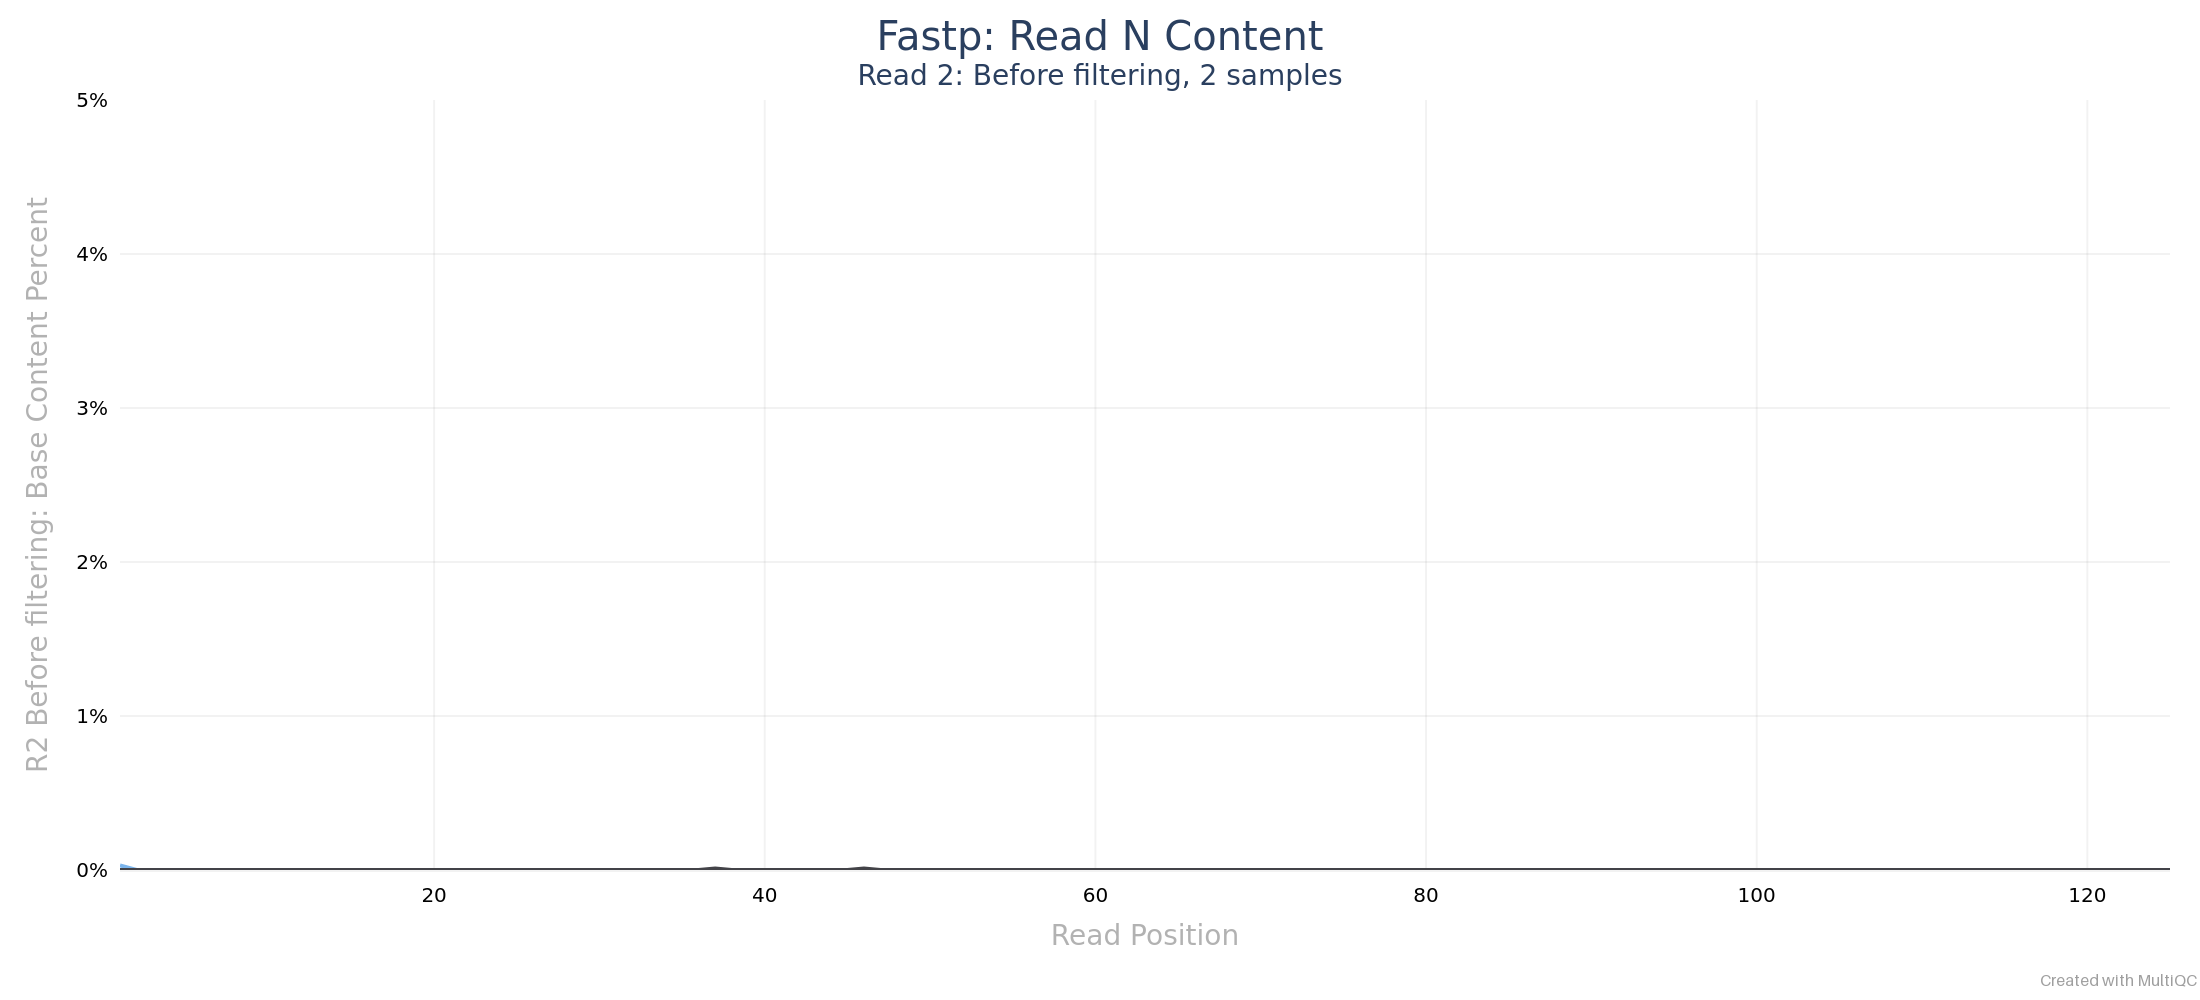 Fastp: Read N Content
Read 2: Before filtering, 2 samples
R2 Before filtering: Base Content Percent
5%
4%
3%
2%
1%
0%
20 40 60 80 100 120
Read Position
Created with MultiQC